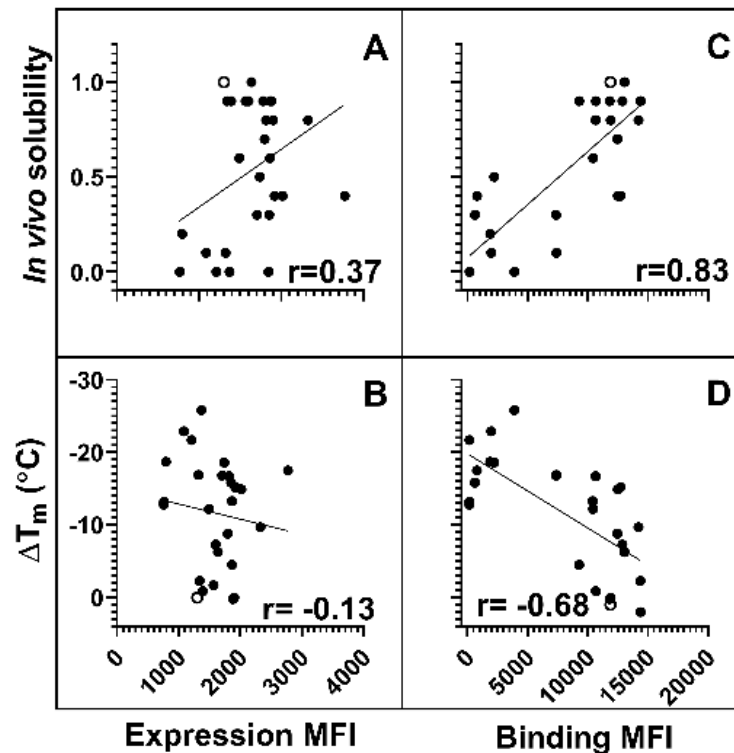 A
C
In vivo solubility
1.0
0.5
0.0
r=0.37
r=0.83
B
D
ΔTm (°C)
-30
-20
-10
0
r= -0.13
r= -0.68
0 1000 2000 3000 4000
0 5000 10000 15000 20000
Expression MFI
Binding MFI